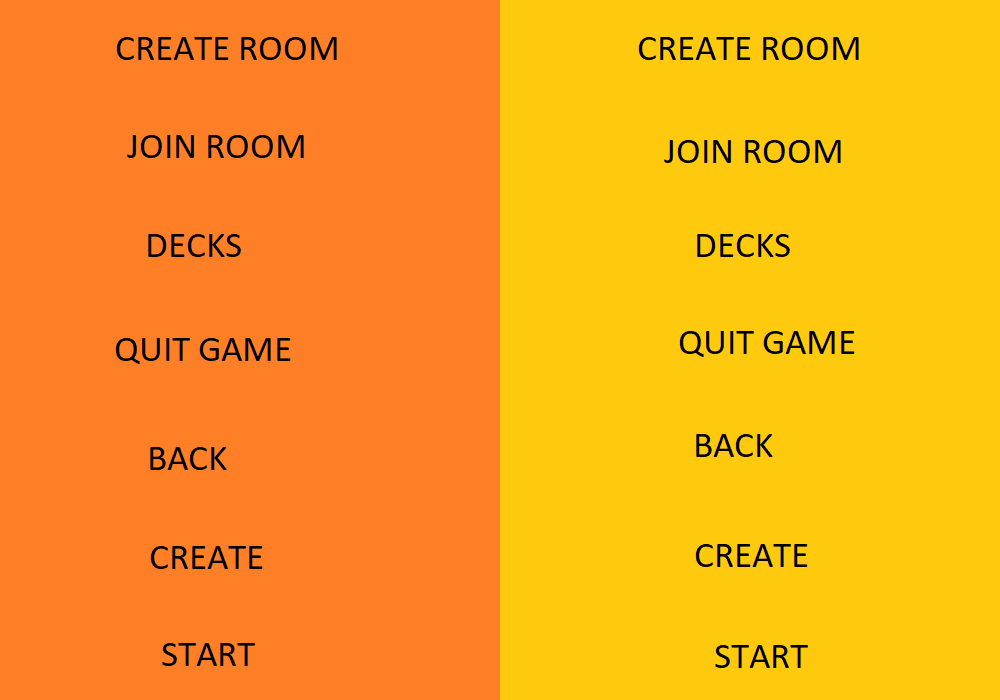 CREATE ROOM
CREATE ROOM
JOIN ROOM
JOIN ROOM
DECKS
DECKS
QUIT GAME
QUIT GAME
BACK
BACK
CREATE
CREATE
START
START